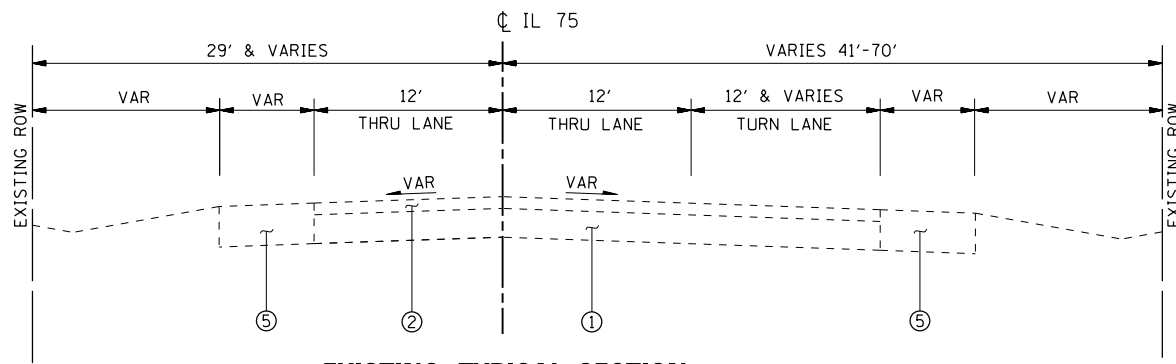 ℄ IL 75
29' & VARIES
VARIES 41'-70'
VAR
VAR
12'
12'
12' & VARIES
VAR
VAR
THRU LANE
THRU LANE
TURN LANE
EXISTING ROW
EXISTING ROW
VAR
VAR
5
2
1
5
EXISTING TYPICAL SECTION